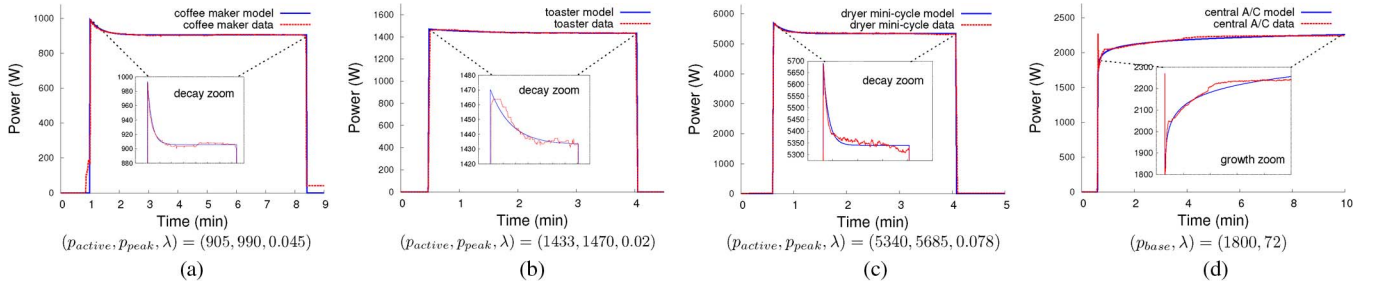 coffee maker model
coffee maker data
1000
800
600
400
200
0
Power (W)
decay zoom
1000
980
960
940
920
900
880
0 1 2 3 4 5 6 7 8 9
Time (min)
(p_active, p_peak, λ) = (905, 990, 0.045)
(a)
toaster model
toaster data
1600
1400
1200
1000
800
600
400
200
0
Power (W)
decay zoom
1480
1470
1460
1450
1440
1430
1420
0 1 2 3 4
Time (min)
(p_active, p_peak, λ) = (1433, 1470, 0.02)
(b)
dryer mini-cycle model
dryer mini-cycle data
6000
5000
4000
3000
2000
1000
0
Power (W)
decay zoom
5700
5650
5600
5550
5500
5450
5400
5350
5300
0 1 2 3 4 5
Time (min)
(p_active, p_peak, λ) = (5340, 5685, 0.078)
(c)
central A/C model
central A/C data
2500
2000
1500
1000
500
0
Power (W)
2300
2200
2100
2000
1900
1800
growth zoom
0 2 4 6 8 10
Time (min)
(p_base, λ) = (1800, 72)
(d)